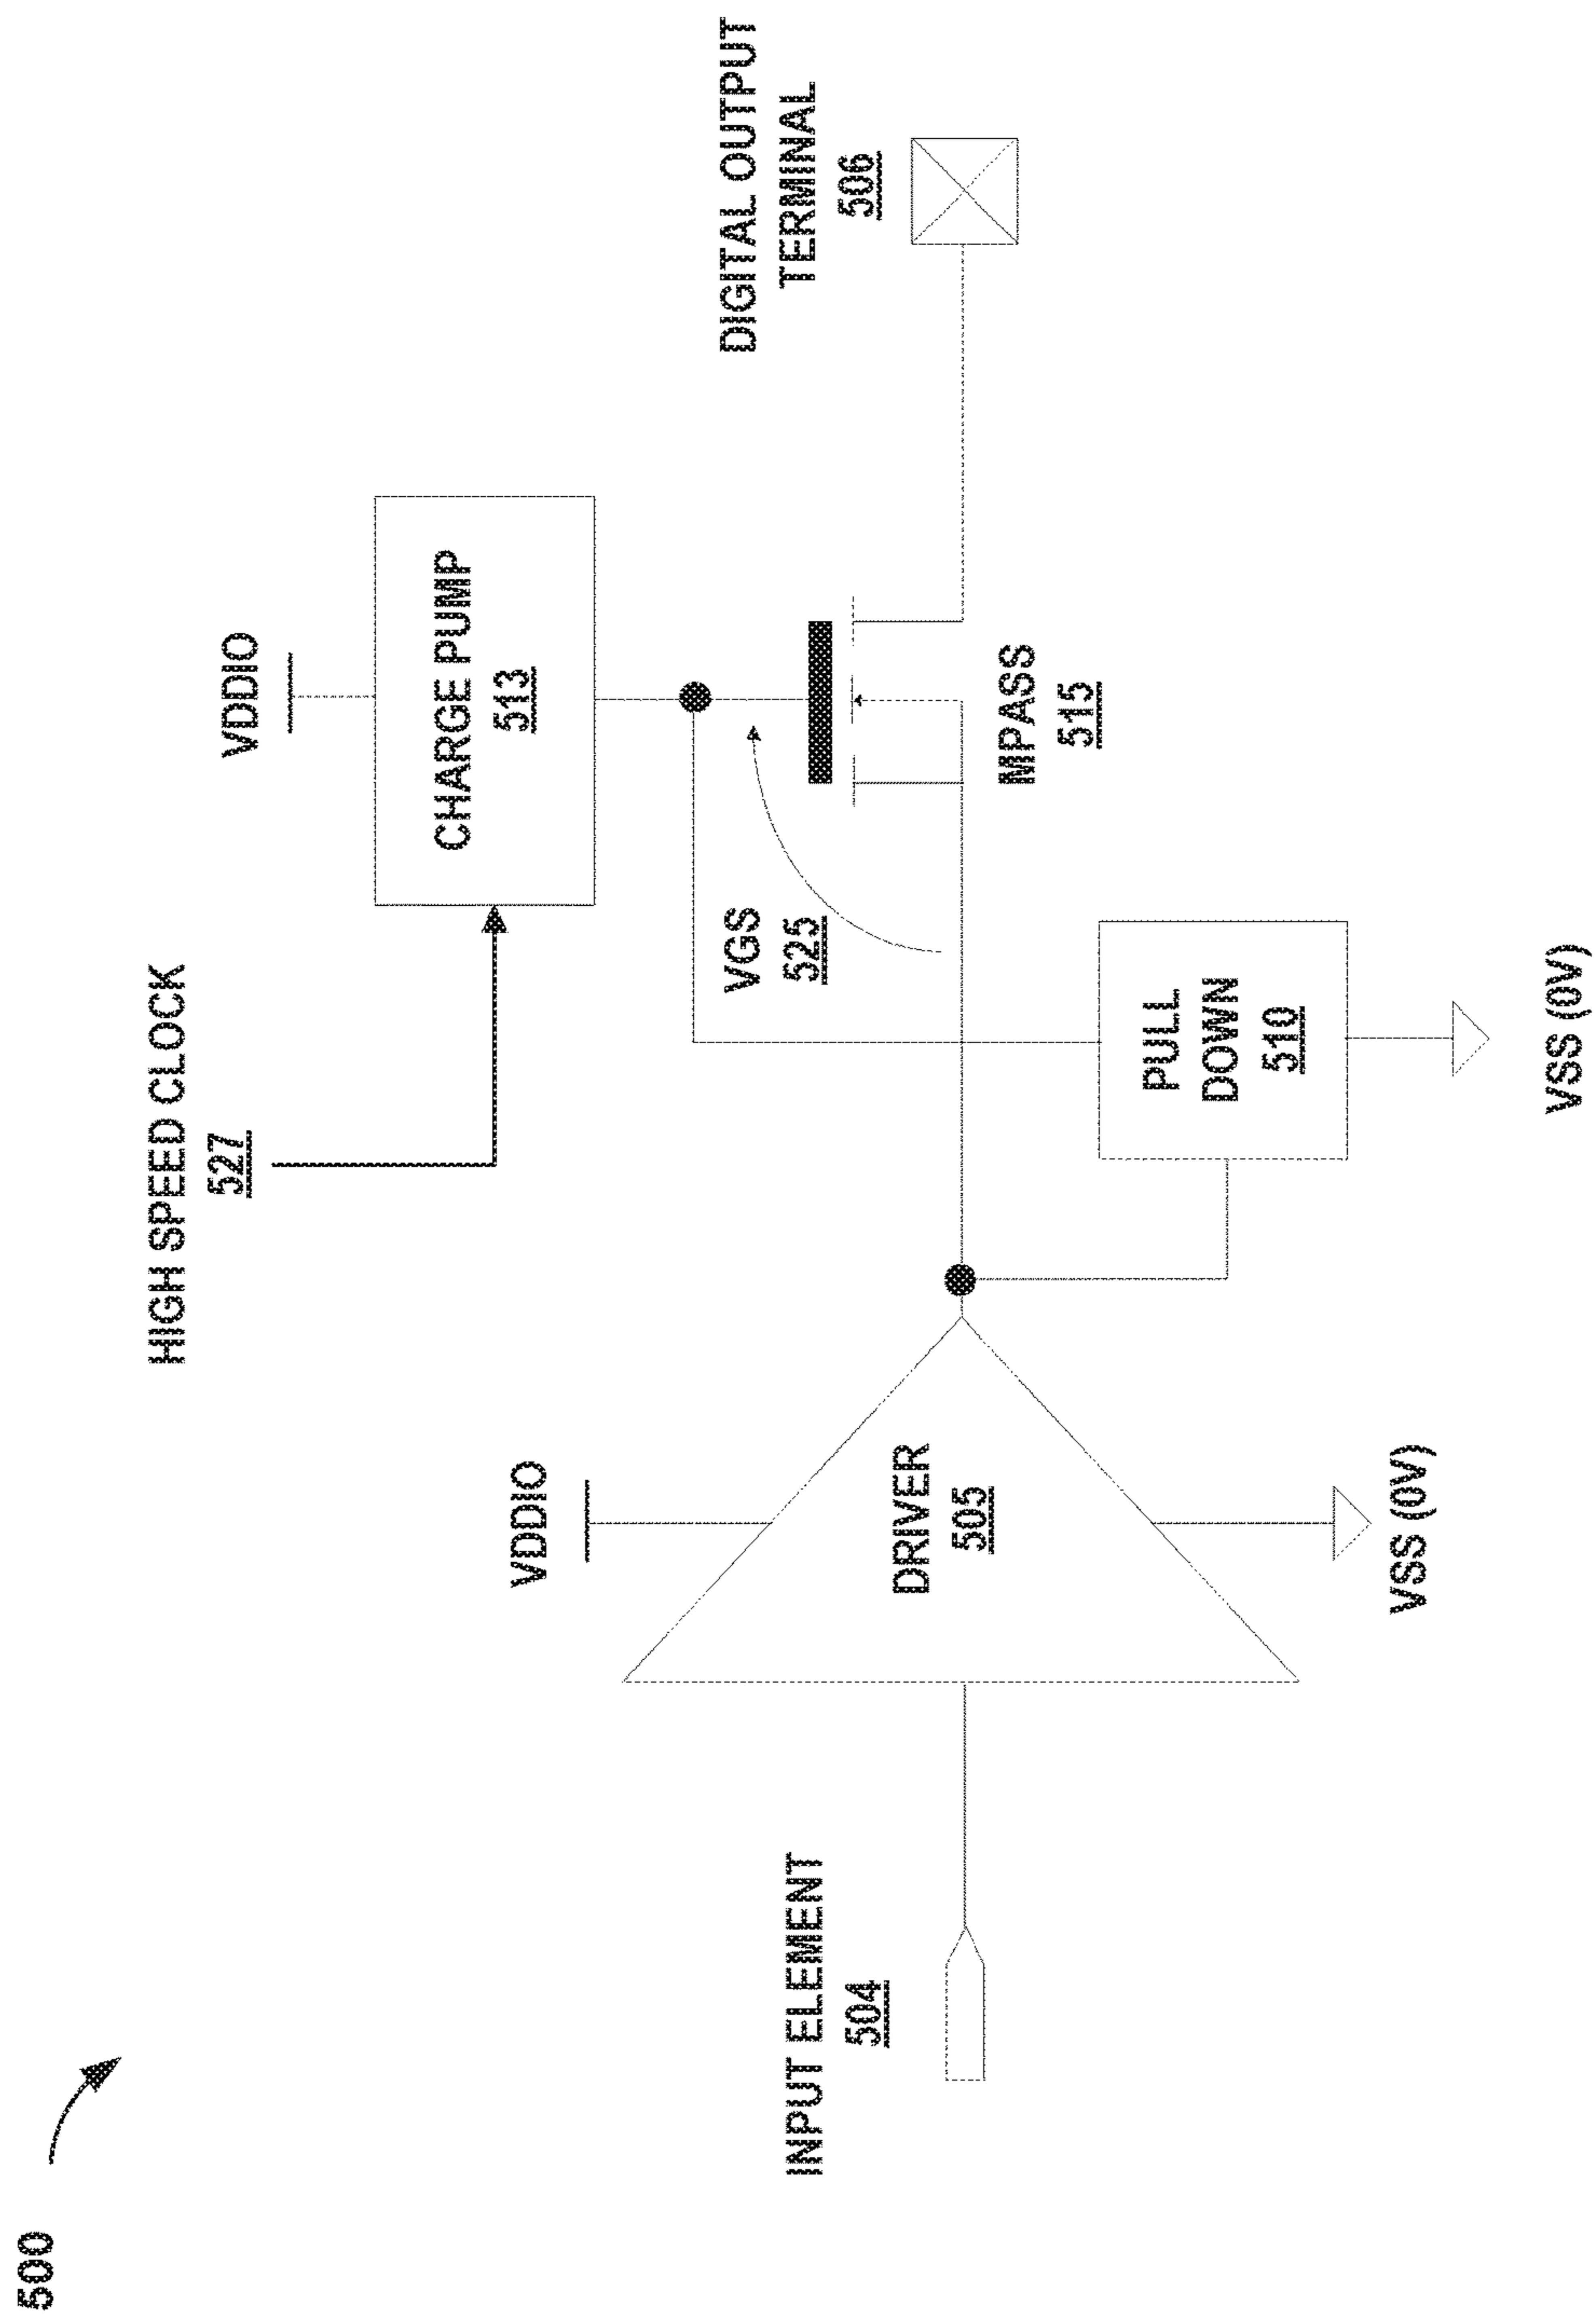 500
HIGH SPEED CLOCK
527
VDDIO
CHARGE PUMP
513
VDDIO
DIGITAL OUTPUT
TERMINAL
506
VGS
525
INPUT ELEMENT
504
DRIVER
505
MPASS
515
PULL
DOWN
510
VSS (0V)
VSS (0V)